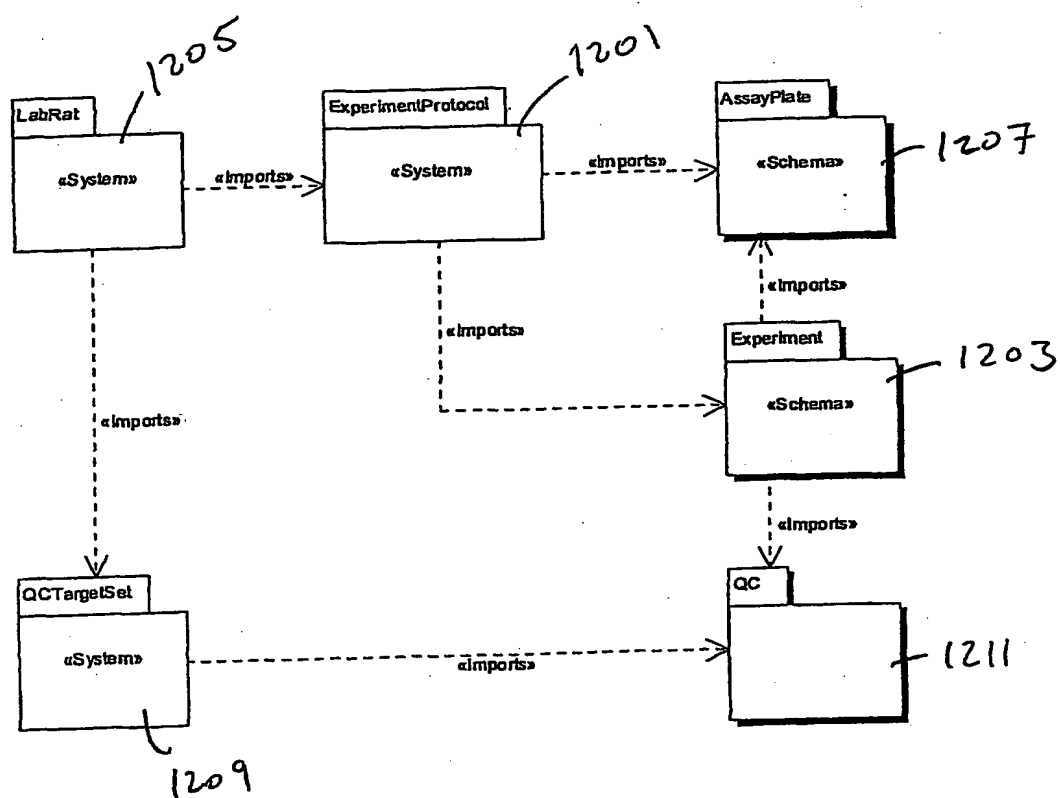 1205
1201
LabRat
ExperimentProtocol
AssayPlate
1207
«System»
«Imports»
«System»
«Imports»
«Schema»
«Imports»
«Imports»
Experiment
1203
«Schema»
«Imports»
«Imports»
QCTargetSet
QC
«System»
«Imports»
1211
1209